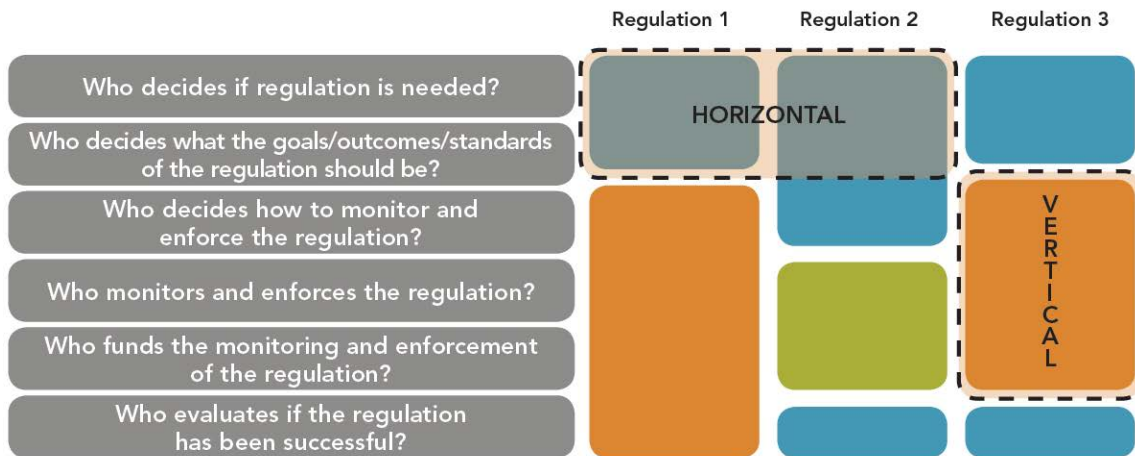 Regulation 1
Regulation 2
Regulation 3
Who decides if regulation is needed?
HORIZONTAL
Who decides what the goals/outcomes/standards
of the regulation should be?
Who decides how to monitor and
enforce the regulation?
Who monitors and enforces the regulation?
Who funds the monitoring and enforcement
of the regulation?
Who evaluates if the regulation
has been successful?
VERTICAL